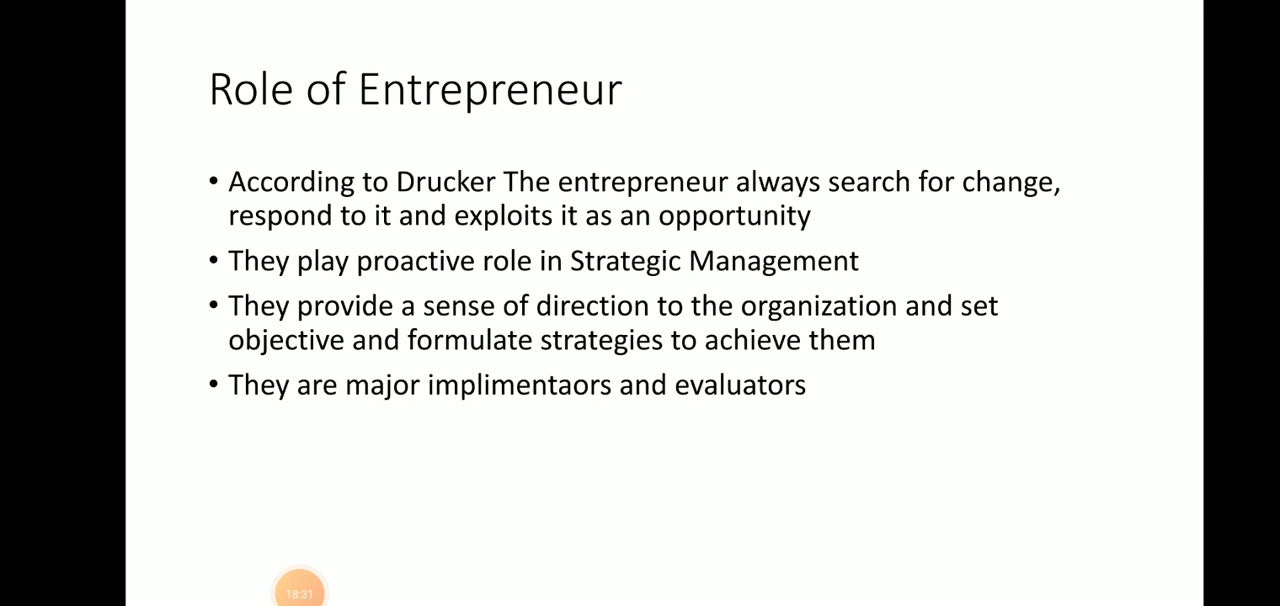 Role of Entrepreneur
• According to Drucker The entrepreneur always search for change,
respond to it and exploits it as an opportunity
• They play proactive role in Strategic Management
• They provide a sense of direction to the organization and set
objective and formulate strategies to achieve them
• They are major implimentaors and evaluators
18:31